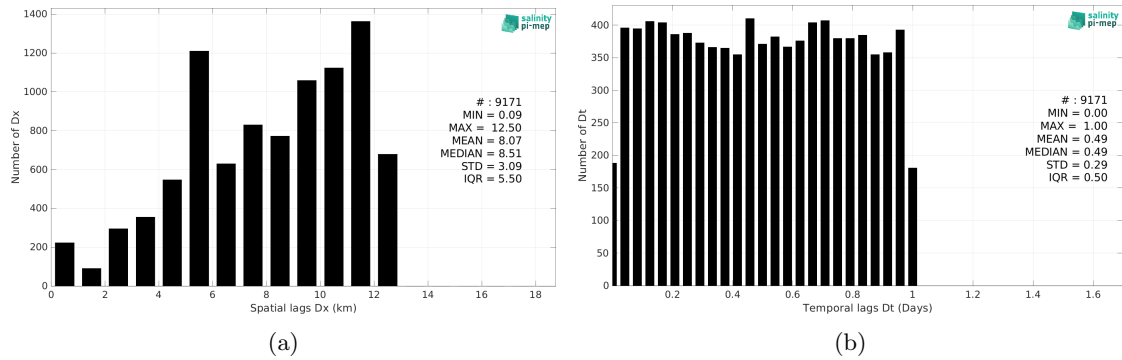 1400
1200
1000
800
600
400
200
0
0 2 4 6 8 10 12 14 16 18
Number of Dx
Spatial lags Dx (km)
salinity
pi-mep
# : 9171
MIN = 0.09
MAX = 12.50
MEAN = 8.07
MEDIAN = 8.51
STD = 3.09
IQR = 5.50
(a)
400
350
300
250
200
150
100
50
0
0.2 0.4 0.6 0.8 1 1.2 1.4 1.6
Number of Dt
Temporal lags Dt (Days)
salinity
pi-mep
# : 9171
MIN = 0.00
MAX = 1.00
MEAN = 0.49
MEDIAN = 0.49
STD = 0.29
IQR = 0.50
(b)